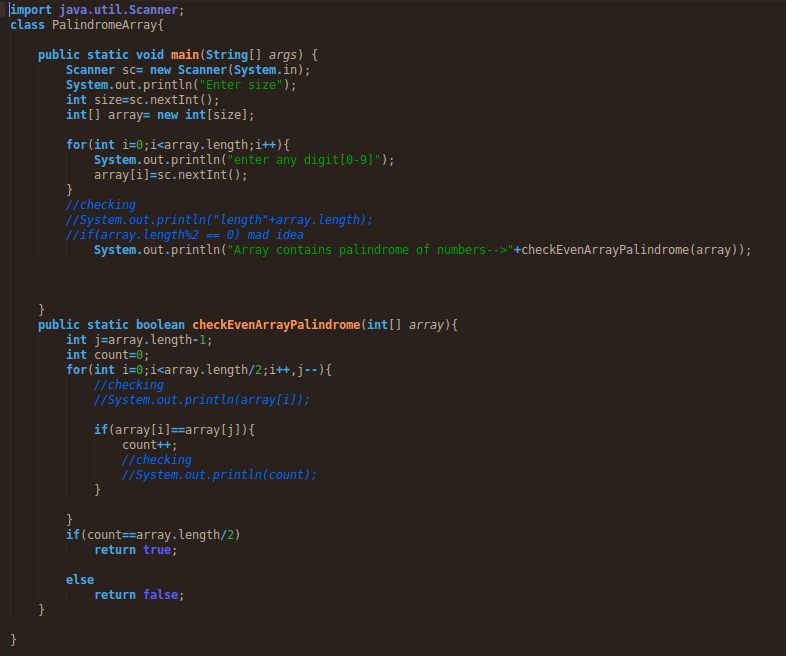 import java.util.Scanner;
class PalindromeArray{
public static void main(String[] args) {
Scanner sc= new Scanner(System.in);
System.out.println("Enter size");
int size=sc.nextInt();
int[] array= new int[size];
for(int i=0;i<array.length;i++){
System.out.println("enter any digit[0-9]");
array[i]=sc.nextInt();
}
//checking
//System.out.println("length"+array.length);
//if(array.length%2 == 0) mad idea
System.out.println("Array contains palindrome of numbers-->"+checkEvenArrayPalindrome(array));
}
public static boolean checkEvenArrayPalindrome(int[] array){
int j=array.length-1;
int count=0;
for(int i=0;i<array.length/2;i++,j--){
//checking
//System.out.println(array[i]);
if(array[i]==array[j]){
count++;
//checking
//System.out.println(count);
}
}
if(count==array.length/2)
return true;
else
return false;
}
}